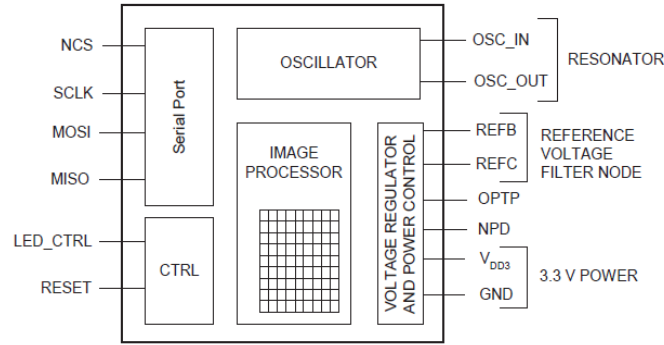 NCS
SCLK
MOSI
MISO
LED_CTRL
RESET
Serial Port
CTRL
OSCILLATOR
IMAGE
PROCESSOR
VOLTAGE REGULATOR
AND POWER CONTROL
OSC_IN
OSC_OUT
RESONATOR
REFB
REFC
REFERENCE
VOLTAGE
FILTER NODE
OPTP
NPD
VDD3
GND
3.3 V POWER